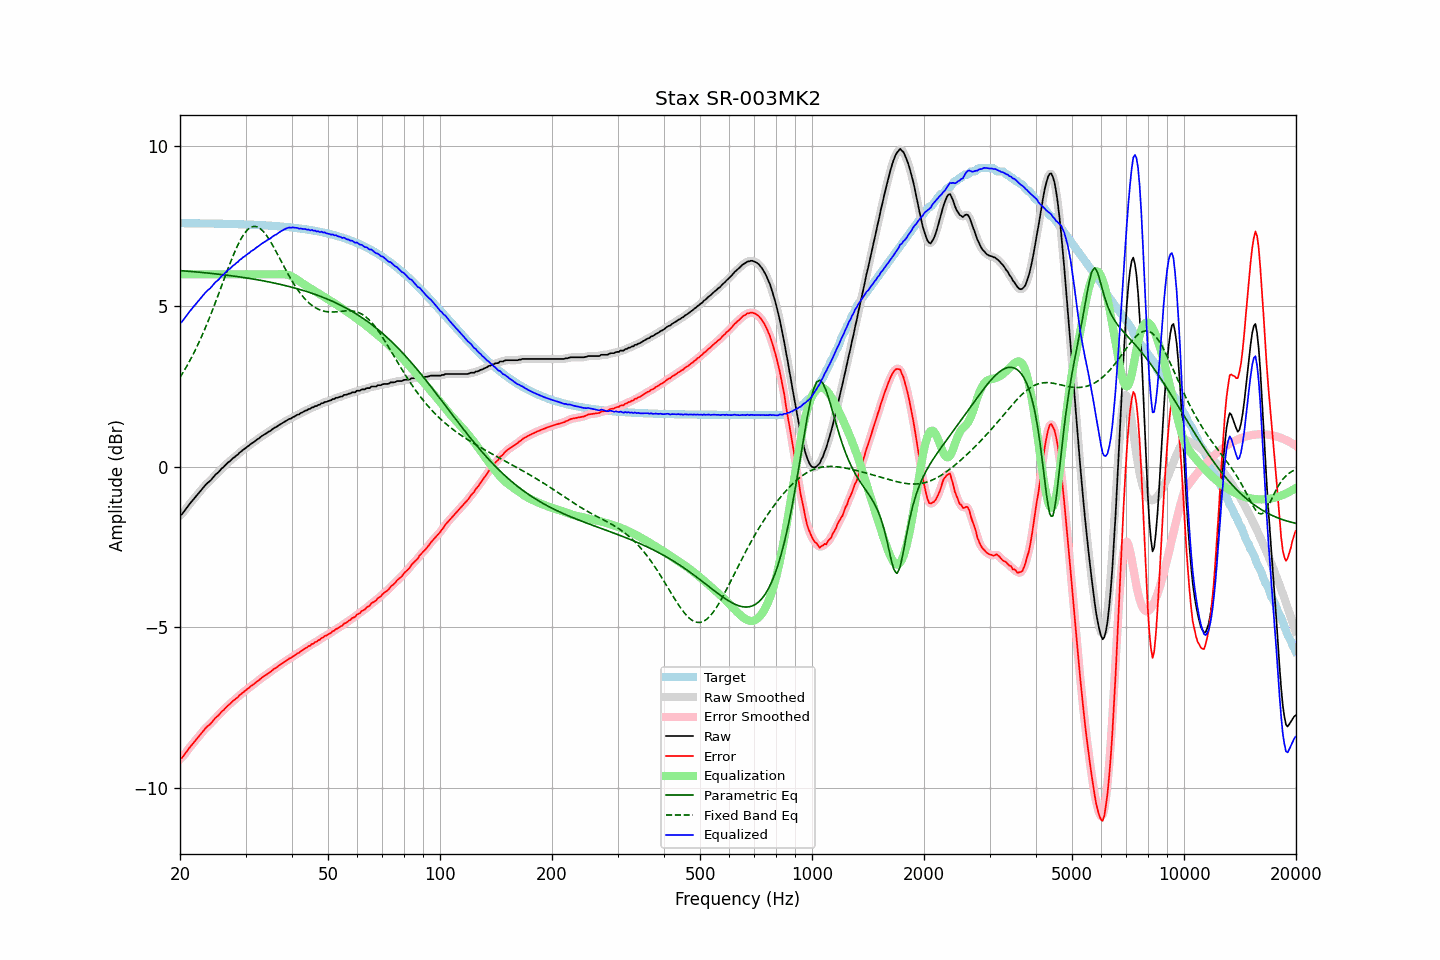 Stax SR-003MK2
Amplitude (dBr)
10
5
0
−5
−10
Target
Raw Smoothed
Error Smoothed
Raw
Error
Equalization
Parametric Eq
Fixed Band Eq
Equalized
20 50 100 200 500 1000 2000 5000 10000 20000
Frequency (Hz)